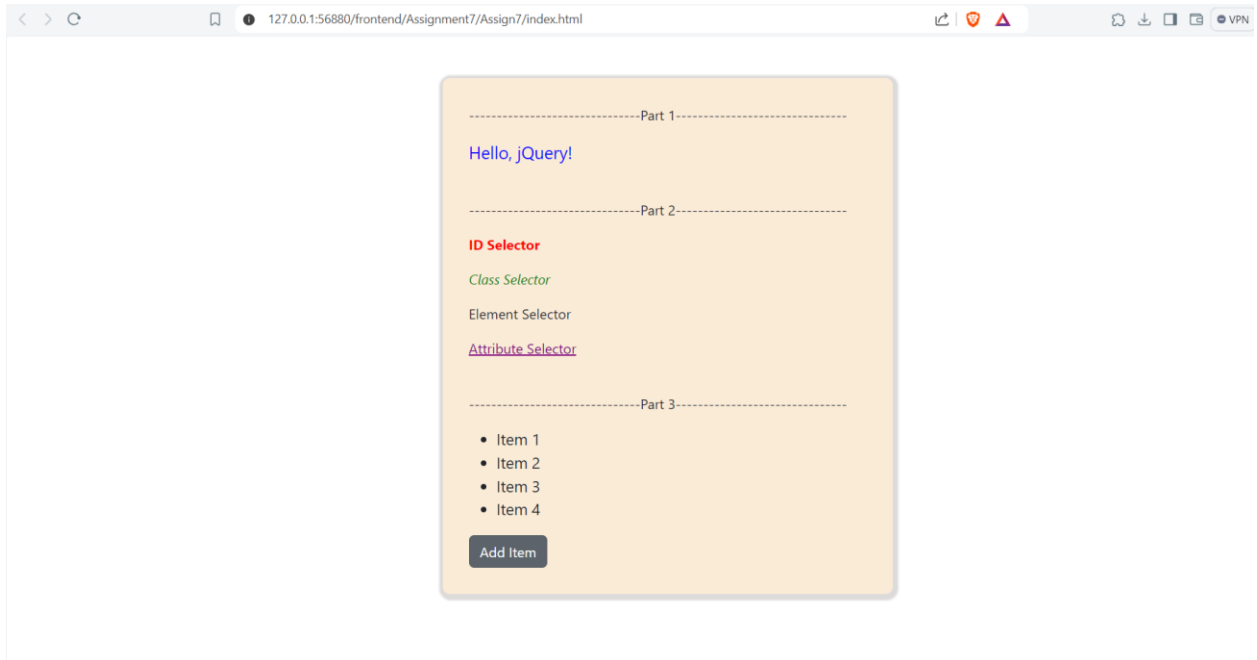 127.0.0.1:56880/frontend/Assignment7/Assign7/index.html
VPN
-------------------------------Part 1-------------------------------
Hello, jQuery!
-------------------------------Part 2-------------------------------
ID Selector
Class Selector
Element Selector
Attribute Selector
-------------------------------Part 3-------------------------------
Item 1
Item 2
Item 3
Item 4
Add Item